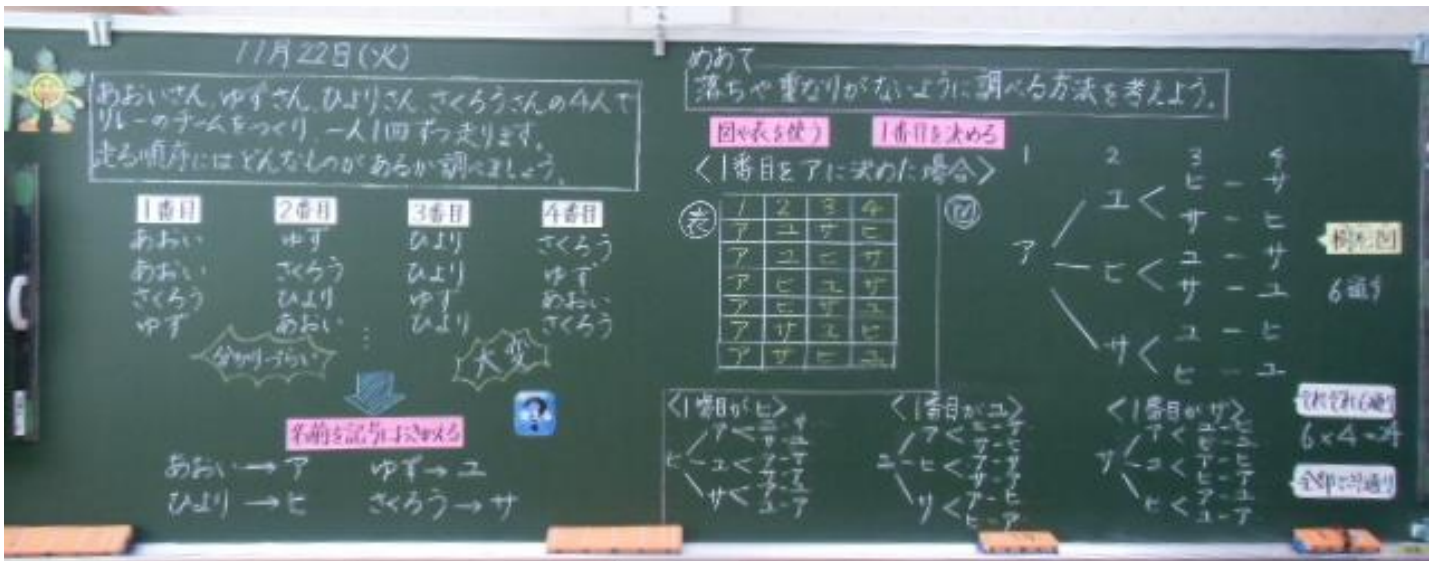 11月22日(火)
あおいさん、ゆずさん、ひよりさん、さくろうさんの4人で
リレーのチームをつくり、一人1回ずつ走ります。
走る順序にはどんなものがあるか調べましょう。
1番目 2番目 3番目 4番目
あおい ゆず ひより さくろう
あおい さくろう ひより ゆず
さくろう ひより ゆず あおい
ゆず あおい ひより さくろう
分かりづらい
大変
名前を記号におきかえる
あおい→ア ゆず→ユ
ひより→ヒ さくろう→サ
めあて
落ちや重なりがないように調べる方法を考えよう。
図や表を使う 1番目を決める
<1番目をアに決めた場合>
表
1 2 3 4
ア ユ サ ヒ
ア ユ ヒ サ
ア ヒ ユ サ
ア ヒ サ ユ
ア サ ユ ヒ
ア サ ヒ ユ
図
1 2 3 4
ア
ユ < ヒ - サ
サ - ヒ
ヒ < ユ - サ
サ - ユ
サ < ユ - ヒ
ヒ - ユ
樹形図
6通り
<1番目がヒ>
ヒ
ア<
ユ<
サ<
<1番目がユ>
ユ
ア<
ヒ<
サ<
<1番目がサ>
サ
ア<
ユ<
ヒ<
それぞれ6通り
6×4=24
全部で24通り